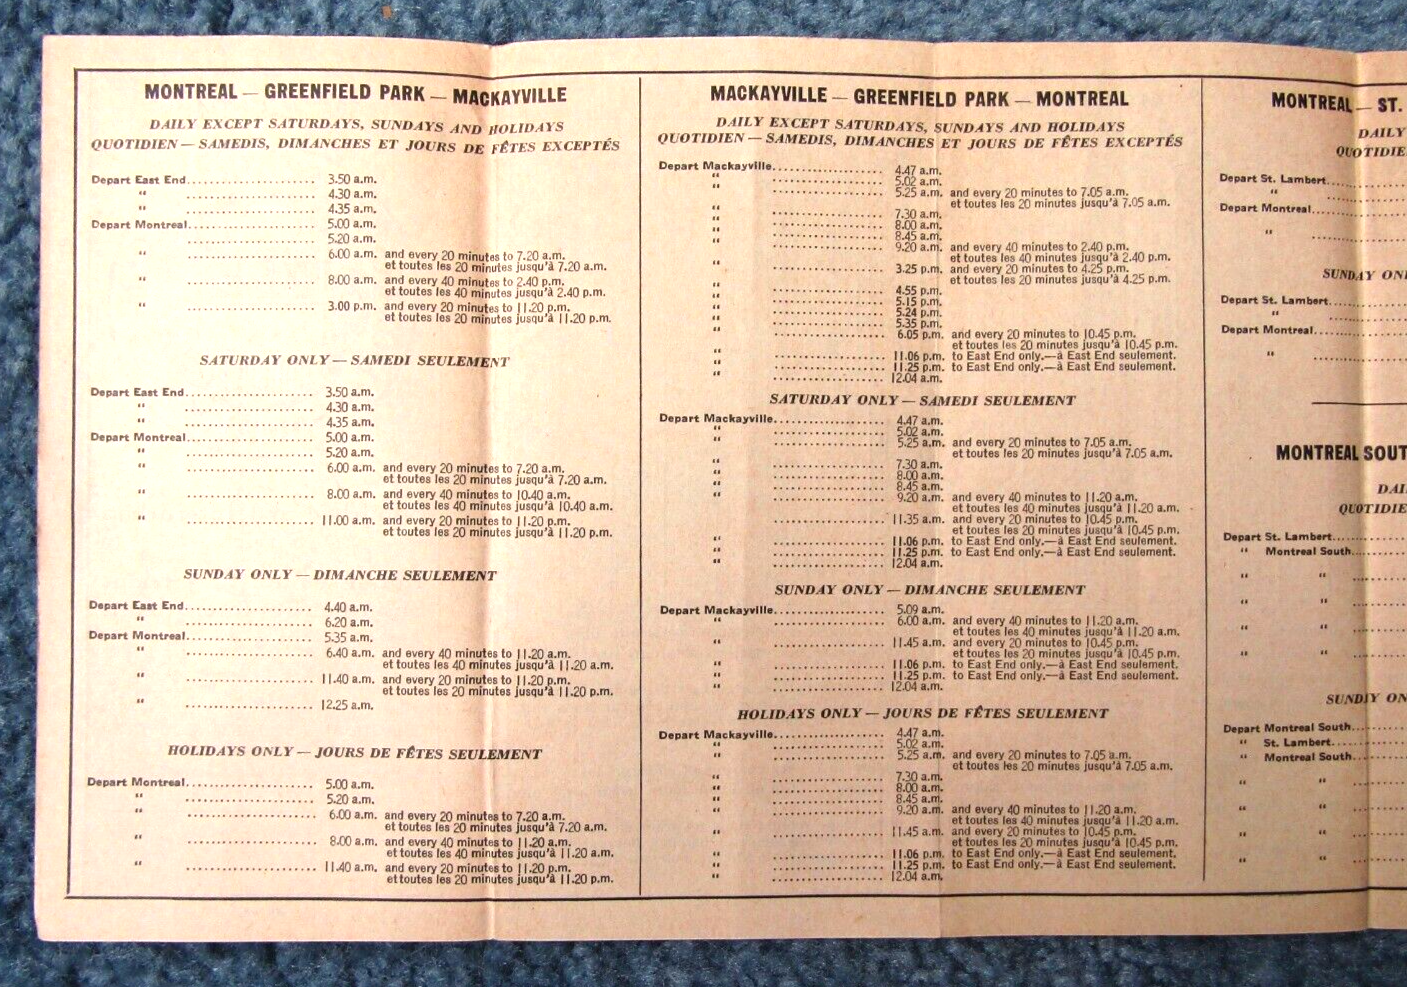 MONTREAL — GREENFIELD PARK — MACKAYVILLE
DAILY EXCEPT SATURDAYS, SUNDAYS AND HOLIDAYS
QUOTIDIEN — SAMEDIS, DIMANCHES ET JOURS DE FÊTES EXCEPTÉS
Depart East End.................... 3.50 a.m.
" .................... 4.30 a.m.
" .................... 4.35 a.m.
Depart Montreal.................... 5.00 a.m.
.................... 5.20 a.m.
" .................... 6.00 a.m. and every 20 minutes to 7.20 a.m.
et toutes les 20 minutes jusqu'à 7.20 a.m.
" .................... 8.00 a.m. and every 40 minutes to 2.40 p.m.
et toutes les 40 minutes jusqu'à 2.40 p.m.
" .................... 3.00 p.m. and every 20 minutes to 11.20 p.m.
et toutes les 20 minutes jusqu'à 11.20 p.m.
SATURDAY ONLY — SAMEDI SEULEMENT
Depart East End.................... 3.50 a.m.
" .................... 4.30 a.m.
" .................... 4.35 a.m.
Depart Montreal.................... 5.00 a.m.
" .................... 5.20 a.m.
" .................... 6.00 a.m. and every 20 minutes to 7.20 a.m.
et toutes les 20 minutes jusqu'à 7.20 a.m.
" .................... 8.00 a.m. and every 40 minutes to 10.40 a.m.
et toutes les 40 minutes jusqu'à 10.40 a.m.
" .................... 11.00 a.m. and every 20 minutes to 11.20 p.m.
et toutes les 20 minutes jusqu'à 11.20 p.m.
SUNDAY ONLY — DIMANCHE SEULEMENT
Depart East End.................... 4.40 a.m.
" .................... 6.20 a.m.
Depart Montreal.................... 5.35 a.m.
" .................... 6.40 a.m. and every 40 minutes to 11.20 a.m.
et toutes les 40 minutes jusqu'à 11.20 a.m.
" .................... 11.40 a.m. and every 20 minutes to 11.20 p.m.
et toutes les 20 minutes jusqu'à 11.20 p.m.
" .................... 12.25 a.m.
HOLIDAYS ONLY — JOURS DE FÊTES SEULEMENT
Depart Montreal.................... 5.00 a.m.
" .................... 5.20 a.m.
" .................... 6.00 a.m. and every 20 minutes to 7.20 a.m.
et toutes les 20 minutes jusqu'à 7.20 a.m.
" .................... 8.00 a.m. and every 40 minutes to 11.20 a.m.
et toutes les 40 minutes jusqu'à 11.20 a.m.
" .................... 11.40 a.m. and every 20 minutes to 11.20 p.m.
et toutes les 20 minutes jusqu'à 11.20 p.m.
MACKAYVILLE — GREENFIELD PARK — MONTREAL
DAILY EXCEPT SATURDAYS, SUNDAYS AND HOLIDAYS
QUOTIDIEN — SAMEDIS, DIMANCHES ET JOURS DE FÊTES EXCEPTÉS
Depart Mackayville.................. 4.47 a.m.
" .................. 5.02 a.m.
" .................. 5.25 a.m. and every 20 minutes to 7.05 a.m.
et toutes les 20 minutes jusqu'à 7.05 a.m.
" .................. 7.30 a.m.
" .................. 8.00 a.m.
" .................. 8.45 a.m.
" .................. 9.20 a.m. and every 40 minutes to 2.40 p.m.
et toutes les 40 minutes jusqu'à 2.40 p.m.
" .................. 3.25 p.m. and every 20 minutes to 4.25 p.m.
et toutes les 20 minutes jusqu'à 4.25 p.m.
" .................. 4.55 p.m.
" .................. 5.15 p.m.
" .................. 5.24 p.m.
" .................. 5.35 p.m.
" .................. 6.05 p.m. and every 20 minutes to 10.45 p.m.
et toutes les 20 minutes jusqu'à 10.45 p.m.
" .................. 11.06 p.m. to East End only.—à East End seulement.
" .................. 11.25 p.m. to East End only.—à East End seulement.
" .................. 12.04 a.m.
SATURDAY ONLY — SAMEDI SEULEMENT
Depart Mackayville.................. 4.47 a.m.
" .................. 5.02 a.m.
" .................. 5.25 a.m. and every 20 minutes to 7.05 a.m.
et toutes les 20 minutes jusqu'à 7.05 a.m.
" .................. 7.30 a.m.
" .................. 8.00 a.m.
" .................. 8.45 a.m.
" .................. 9.20 a.m. and every 40 minutes to 11.20 a.m.
et toutes les 40 minutes jusqu'à 11.20 a.m.
" .................. 11.35 a.m. and every 20 minutes to 10.45 p.m.
et toutes les 20 minutes jusqu'à 10.45 p.m.
" .................. 11.06 p.m. to East End only.—à East End seulement.
" .................. 11.25 p.m. to East End only.—à East End seulement.
" .................. 12.04 a.m.
SUNDAY ONLY — DIMANCHE SEULEMENT
Depart Mackayville.................. 5.09 a.m.
" .................. 6.00 a.m. and every 40 minutes to 11.20 a.m.
et toutes les 40 minutes jusqu'à 11.20 a.m.
" .................. 11.45 a.m. and every 20 minutes to 10.45 p.m.
et toutes les 20 minutes jusqu'à 10.45 p.m.
" .................. 11.06 p.m. to East End only.—à East End seulement.
" .................. 11.25 p.m. to East End only.—à East End seulement.
" .................. 12.04 a.m.
HOLIDAYS ONLY — JOURS DE FÊTES SEULEMENT
Depart Mackayville.................. 4.47 a.m.
" .................. 5.02 a.m.
" .................. 5.25 a.m. and every 20 minutes to 7.05 a.m.
et toutes les 20 minutes jusqu'à 7.05 a.m.
" .................. 7.30 a.m.
" .................. 8.00 a.m.
" .................. 8.45 a.m.
" .................. 9.20 a.m. and every 40 minutes to 11.20 a.m.
et toutes les 40 minutes jusqu'à 11.20 a.m.
" .................. 11.45 a.m. and every 20 minutes to 10.45 p.m.
et toutes les 20 minutes jusqu'à 10.45 p.m.
" .................. 11.06 p.m. to East End only.—à East End seulement.
" .................. 11.25 p.m. to East End only.—à East End seulement.
" .................. 12.04 a.m.
MONTREAL — ST.
DAILY
QUOTIDIE
Depart St. Lambert....
"
Depart Montreal....
"
SUNDAY ONL
Depart St. Lambert....
"
Depart Montreal....
"
MONTREAL SOUT
DAI
QUOTIDIE
Depart St. Lambert....
" Montreal South....
" "
" "
" "
" "
SUNDAY ON
Depart Montreal South....
" St. Lambert....
" Montreal South....
" "
" "
" "
" "